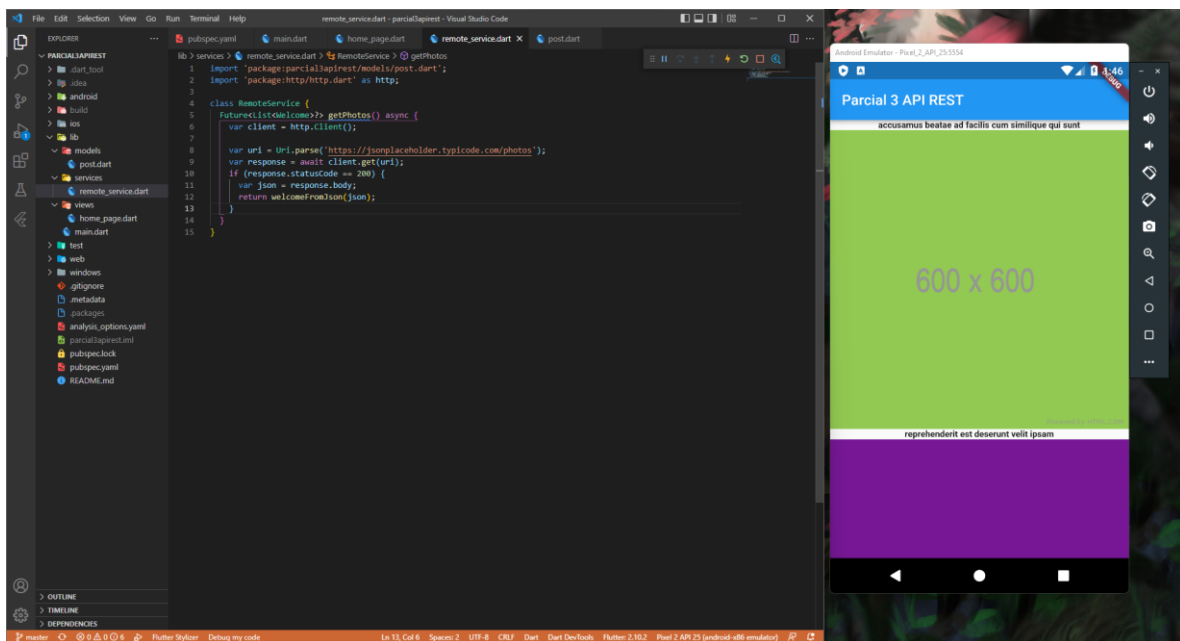 File Edit Selection View Go Run Terminal Help
remote_service.dart - parcial3apirest - Visual Studio Code
EXPLORER
PARCIAL3APIREST
.dart_tool
.idea
android
build
ios
lib
models
post.dart
services
remote_service.dart
views
home_page.dart
main.dart
test
web
windows
.gitignore
.metadata
.packages
analysis_options.yaml
parcial3apirest.iml
pubspec.lock
pubspec.yaml
README.md
OUTLINE
TIMELINE
DEPENDENCIES
pubspec.yaml main.dart home_page.dart remote_service.dart post.dart
lib > services > remote_service.dart > RemoteService > getPhotos
1 import 'package:parcial3apirest/models/post.dart';
2 import 'package:http/http.dart' as http;
3
4 class RemoteService {
5 Future<List<Welcome>?> getPhotos() async {
6 var client = http.Client();
7
8 var uri = Uri.parse('https://jsonplaceholder.typicode.com/photos');
9 var response = await client.get(uri);
10 if (response.statusCode == 200) {
11 var json = response.body;
12 return welcomeFromJson(json);
13 }
14 }
15 }
master 0 0 6 Flutter Stylizer Debug my code
Ln 13, Col 6 Spaces: 2 UTF-8 CRLF Dart Dart DevTools Flutter: 2.10.2 Pixel 2 API 25 (android-x86 emulator)
Android Emulator - Pixel_2_API_25:5554
1:46
DEBUG
Parcial 3 API REST
accusamus beatae ad facilis cum similique qui sunt
600 x 600
reprehenderit est deserunt velit ipsam